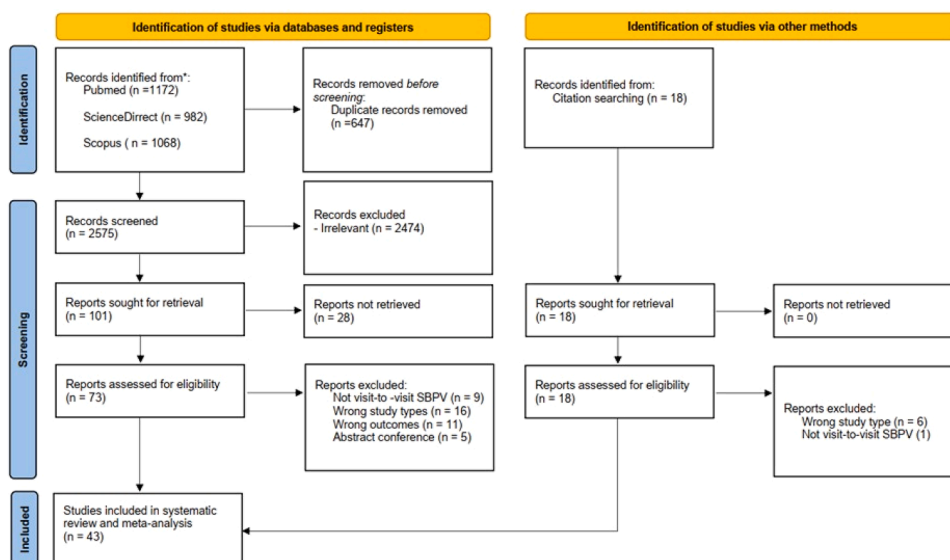 Identification of studies via databases and registers
Identification of studies via other methods
Identification
Records identified from*:
Pubmed (n =1172)
ScienceDirrect (n = 982)
Scopus ( n = 1068)
Records removed before
screening:
Duplicate records removed
(n =647)
Records identified from:
Citation searching (n = 18)
Screening
Records screened
(n = 2575)
Records excluded
- Irrelevant (n = 2474)
Reports sought for retrieval
(n = 101)
Reports not retrieved
(n = 28)
Reports sought for retrieval
(n = 18)
Reports not retrieved
(n = 0)
Reports assessed for eligibility
(n = 73)
Reports excluded:
Not visit-to -visit SBPV (n = 9)
Wrong study types (n = 16)
Wrong outcomes (n = 11)
Abstract conference (n = 5)
Reports assessed for eligibility
(n = 18)
Reports excluded:
Wrong study type (n = 6)
Not visit-to-visit SBPV (1)
Included
Studies included in systematic
review and meta-analysis
(n = 43)